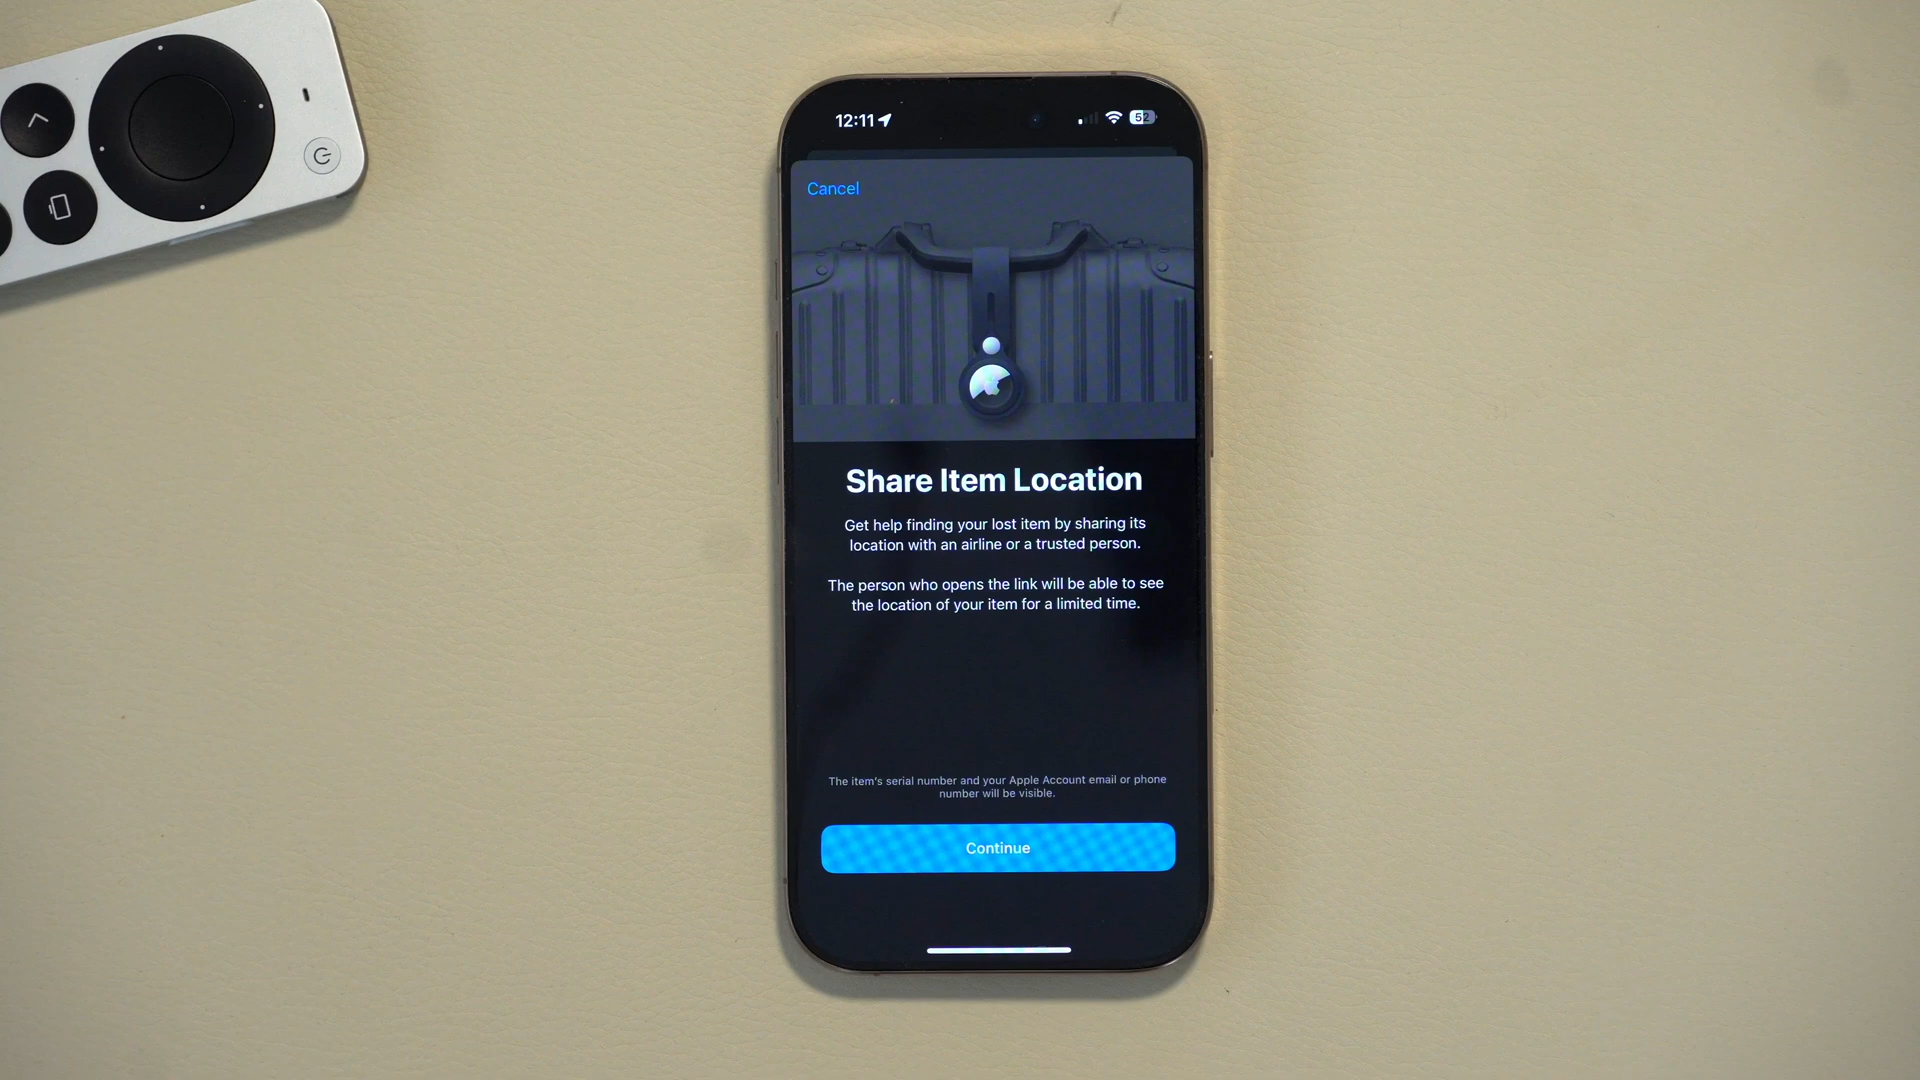 12:11
52
Cancel
Share Item Location
Get help finding your lost item by sharing its
location with an airline or a trusted person.
The person who opens the link will be able to see
the location of your item for a limited time.
The item's serial number and your Apple Account email or phone
number will be visible.
Continue